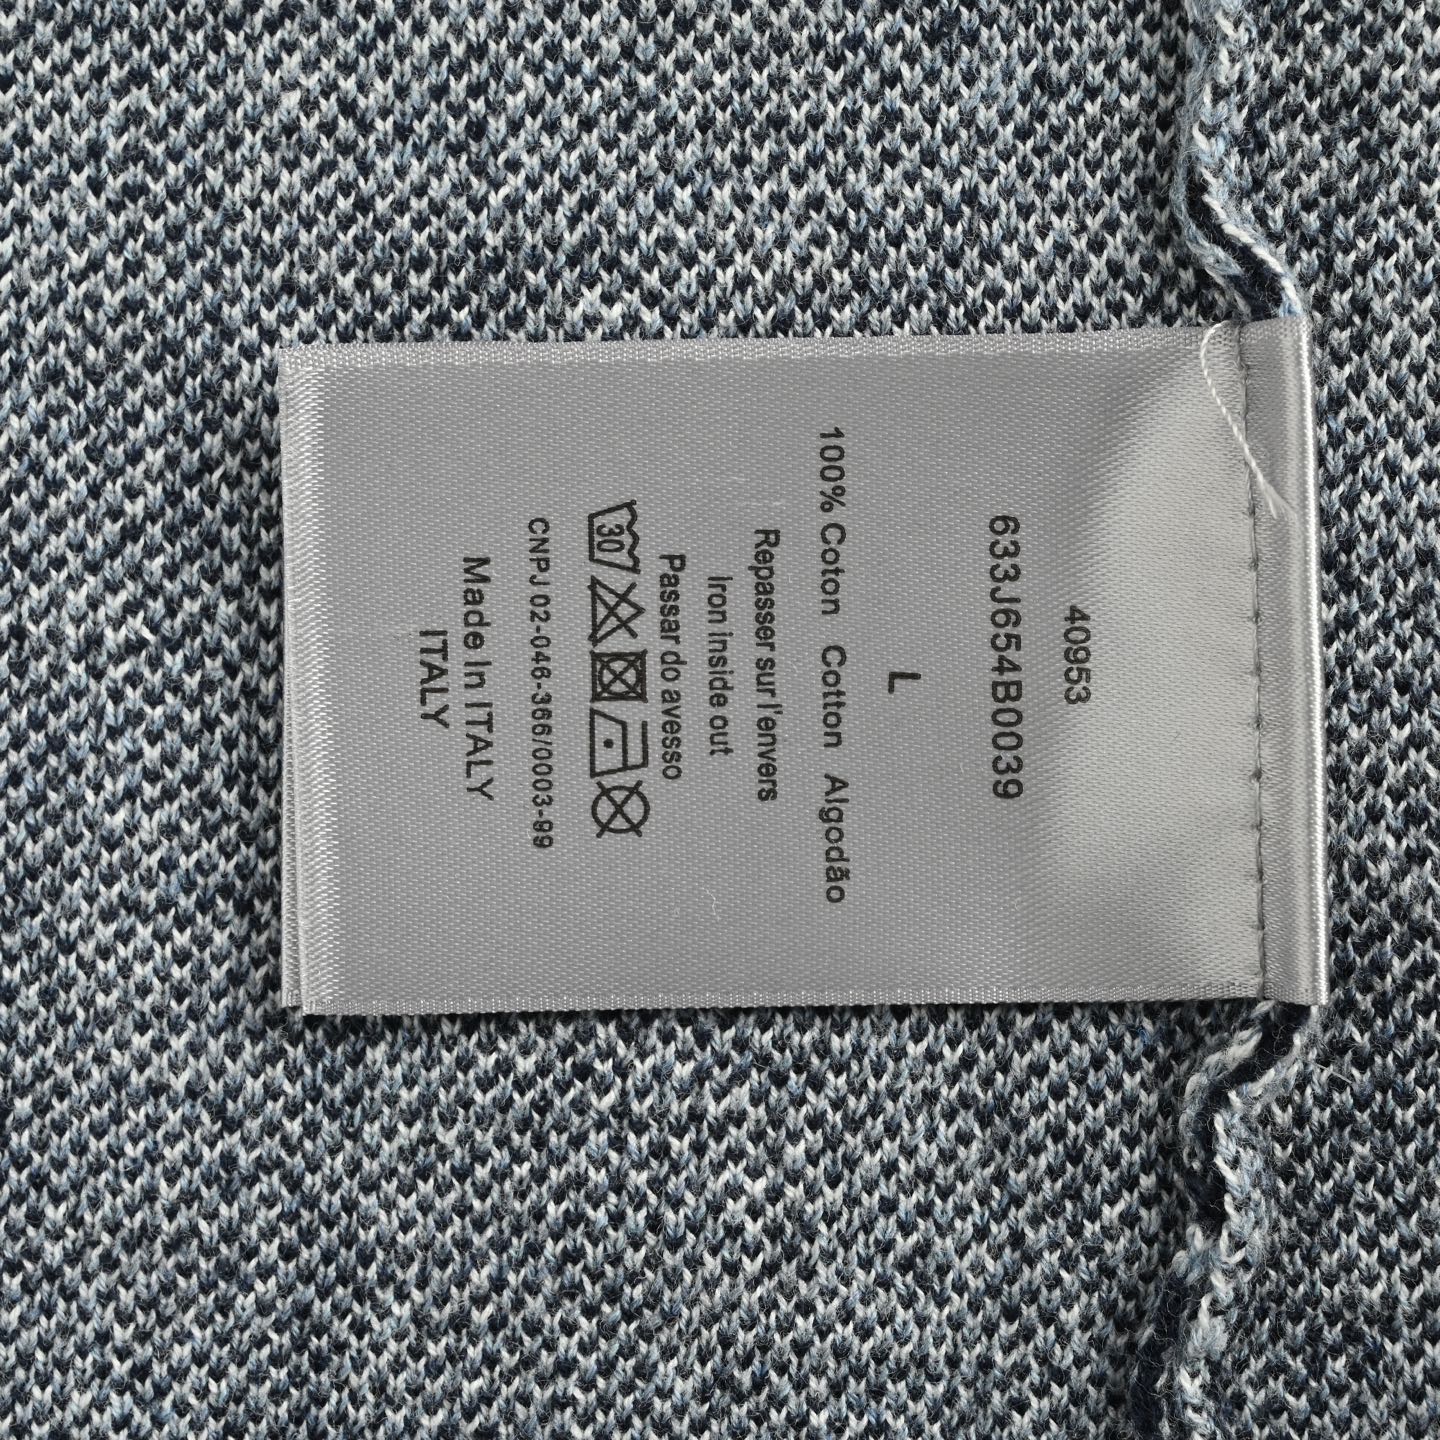 40953
633J654B0039
L
100% Coton Cotton Algodão
Repasser sur l'envers
Iron inside out
Passar do avesso
30
CNPJ 02-046-366/0003-99
Made In ITALY
ITALY